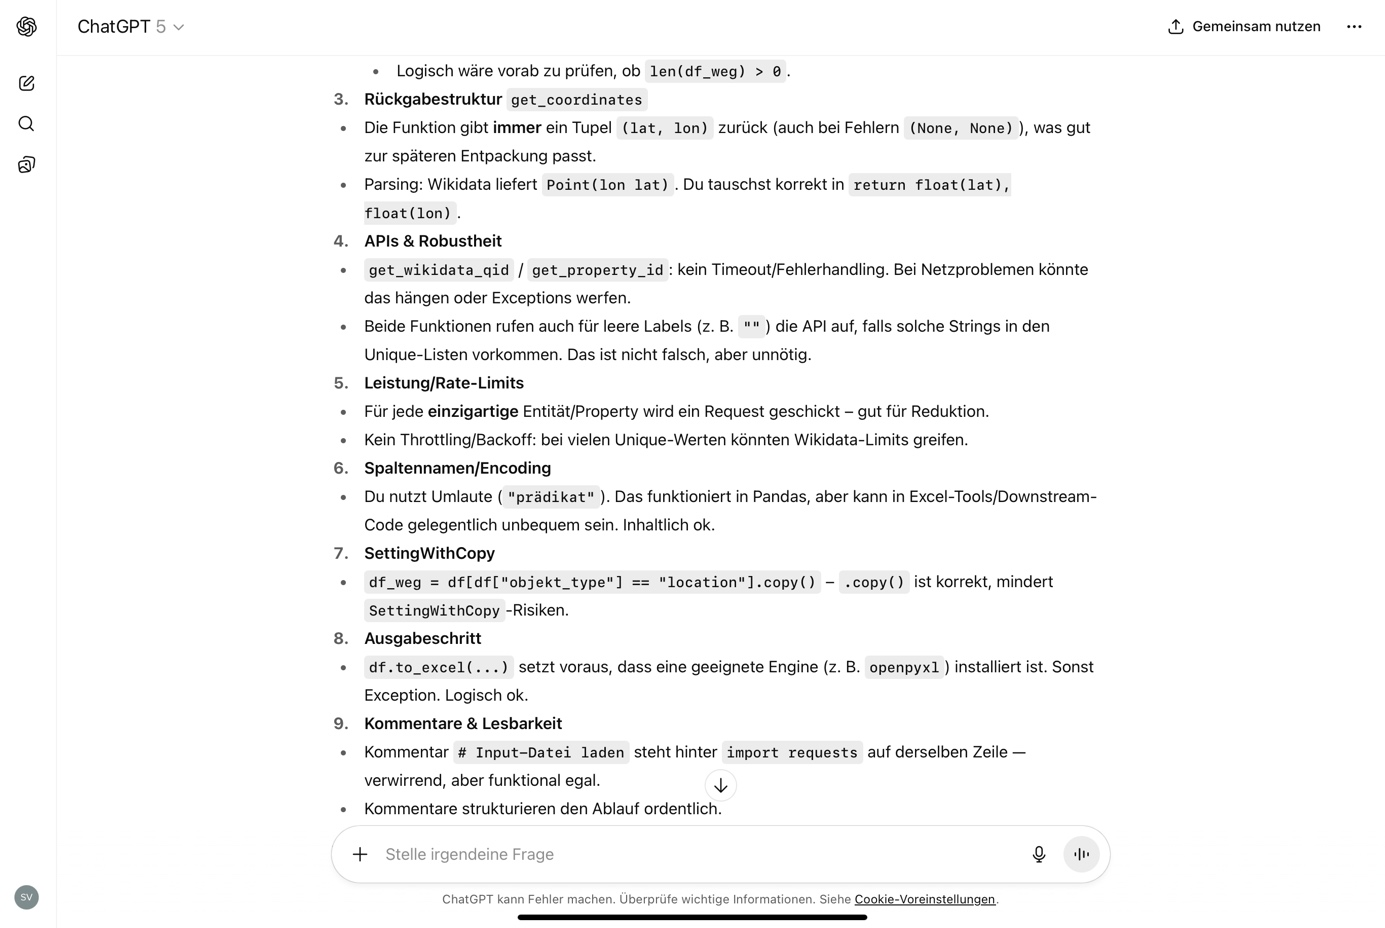 ChatGPT 5
Gemeinsam nutzen
• Logisch wäre vorab zu prüfen, ob len(df_weg) > 0.
3. Rückgabestruktur get_coordinates
• Die Funktion gibt immer ein Tupel (lat, lon) zurück (auch bei Fehlern (None, None)), was gut
zur späteren Entpackung passt.
• Parsing: Wikidata liefert Point(lon lat). Du tauschst korrekt in return float(lat),
float(lon).
4. APIs & Robustheit
• get_wikidata_qid / get_property_id: kein Timeout/Fehlerhandling. Bei Netzproblemen könnte
das hängen oder Exceptions werfen.
• Beide Funktionen rufen auch für leere Labels (z. B. "") die API auf, falls solche Strings in den
Unique-Listen vorkommen. Das ist nicht falsch, aber unnötig.
5. Leistung/Rate-Limits
• Für jede einzigartige Entität/Property wird ein Request geschickt – gut für Reduktion.
• Kein Throttling/Backoff: bei vielen Unique-Werten könnten Wikidata-Limits greifen.
6. Spaltennamen/Encoding
• Du nutzt Umlaute ("prädikat"). Das funktioniert in Pandas, aber kann in Excel-Tools/Downstream-
Code gelegentlich unbequem sein. Inhaltlich ok.
7. SettingWithCopy
• df_weg = df[df["objekt_type"] == "location"].copy() – .copy() ist korrekt, mindert
SettingWithCopy-Risiken.
8. Ausgabeschritt
• df.to_excel(...) setzt voraus, dass eine geeignete Engine (z. B. openpyxl) installiert ist. Sonst
Exception. Logisch ok.
9. Kommentare & Lesbarkeit
• Kommentar # Input-Datei laden steht hinter import requests auf derselben Zeile —
verwirrend, aber funktional egal.
• Kommentare strukturieren den Ablauf ordentlich.
Stelle irgendeine Frage
SV
ChatGPT kann Fehler machen. Überprüfe wichtige Informationen. Siehe Cookie-Voreinstellungen.